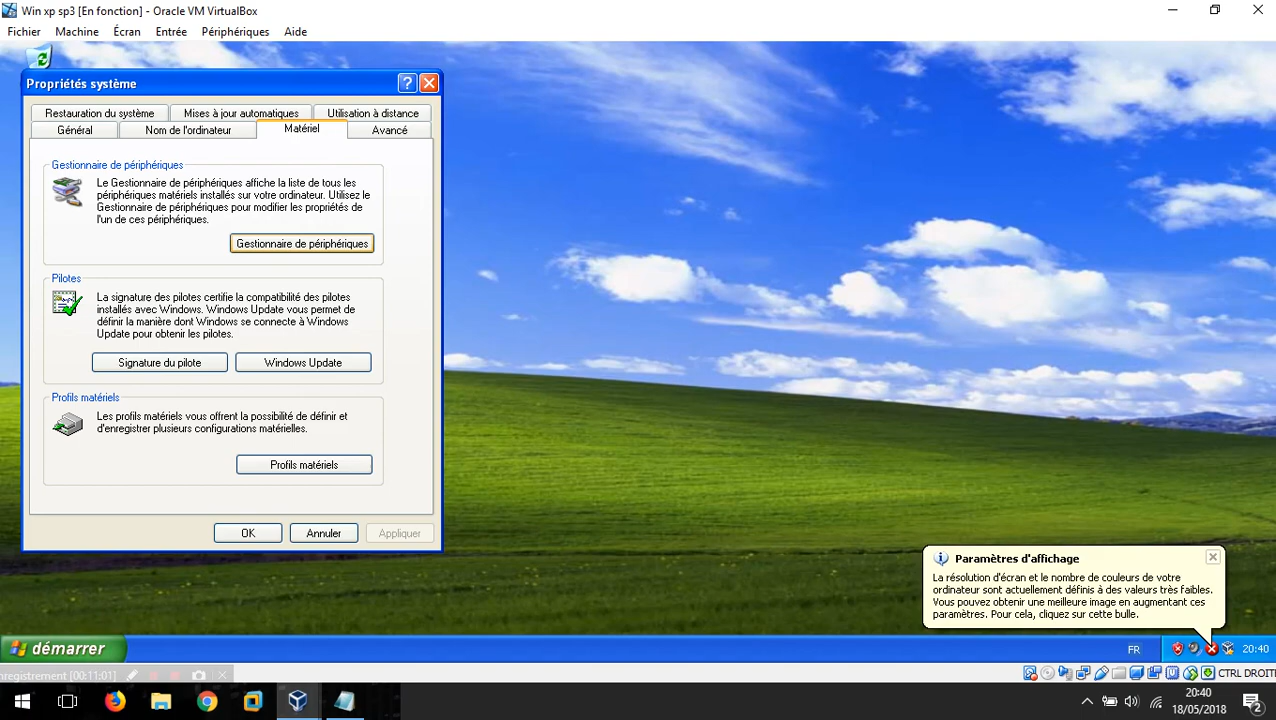 Win xp sp3 [En fonction] - Oracle VM VirtualBox
Fichier Machine Écran Entrée Périphériques Aide
Propriétés système
Restauration du système Mises à jour automatiques Utilisation à distance
Général Nom de l'ordinateur Matériel Avancé
Gestionnaire de périphériques
Le Gestionnaire de périphériques affiche la liste de tous les
périphériques matériels installés sur votre ordinateur. Utilisez le
Gestionnaire de périphériques pour modifier les propriétés de
l'un de ces périphériques.
Gestionnaire de périphériques
Pilotes
La signature des pilotes certifie la compatibilité des pilotes
installés avec Windows. Windows Update vous permet de
définir la manière dont Windows se connecte à Windows
Update pour obtenir les pilotes.
Signature du pilote Windows Update
Profils matériels
Les profils matériels vous offrent la possibilité de définir et
d'enregistrer plusieurs configurations matérielles.
Profils matériels
OK Annuler Appliquer
Paramètres d'affichage
La résolution d'écran et le nombre de couleurs de votre
ordinateur sont actuellement définis à des valeurs très faibles.
Vous pouvez obtenir une meilleure image en augmentant ces
paramètres. Pour cela, cliquez sur cette bulle.
démarrer FR 20:40
nregistrement [00:11:01] CTRL DROITE
20:40
18/05/2018
2